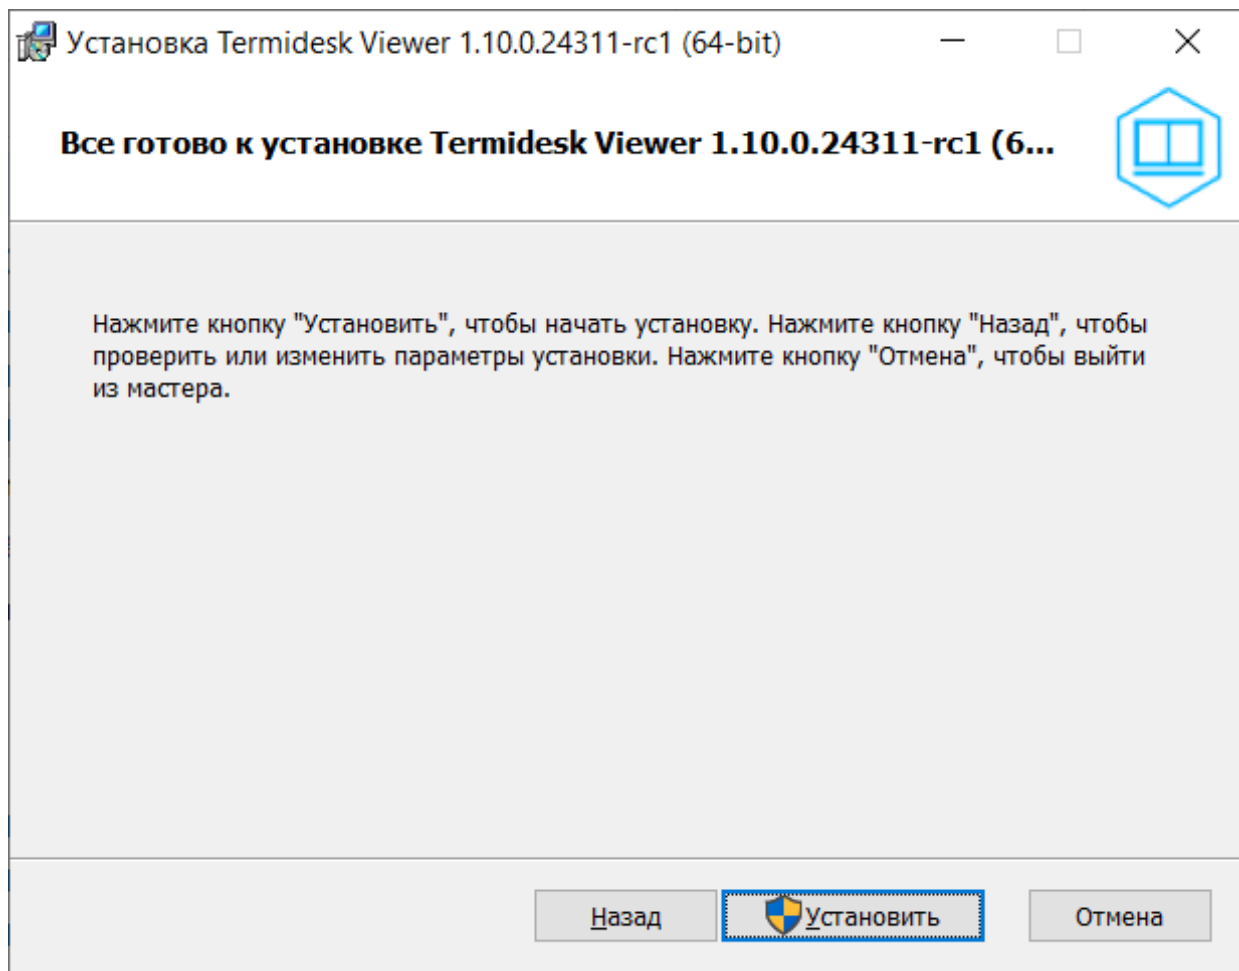 Установка Termidesk Viewer 1.10.0.24311-rc1 (64-bit)
Все готово к установке Termidesk Viewer 1.10.0.24311-rc1 (6...
Нажмите кнопку "Установить", чтобы начать установку. Нажмите кнопку "Назад", чтобы
проверить или изменить параметры установки. Нажмите кнопку "Отмена", чтобы выйти
из мастера.
Назад
Установить
Отмена